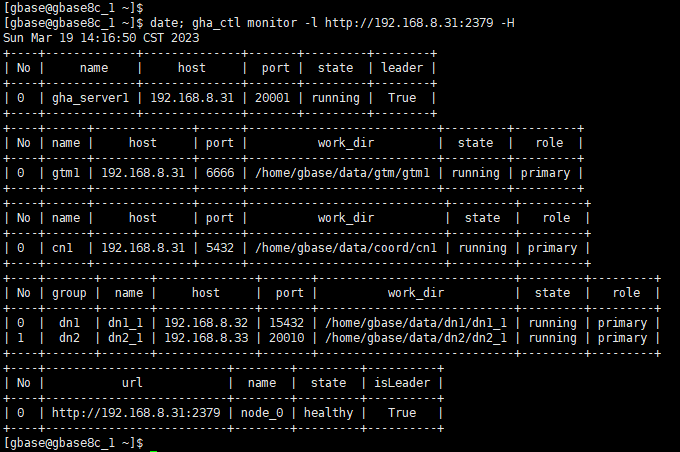 [gbase@gbase8c_1 ~]$
[gbase@gbase8c_1 ~]$ date; gha_ctl monitor -l http://192.168.8.31:2379 -H
Sun Mar 19 14:16:50 CST 2023
+----+-------------+--------------+-------+---------+--------+
| No |     name    |     host     |  port |  state  | leader |
+----+-------------+--------------+-------+---------+--------+
| 0  | gha_server1 | 192.168.8.31 | 20001 | running |  True  |
+----+-------------+--------------+-------+---------+--------+
+----+------+--------------+------+---------------------------+---------+---------+
| No | name |     host     | port |          work_dir         |  state  |   role  |
+----+------+--------------+------+---------------------------+---------+---------+
| 0  | gtm1 | 192.168.8.31 | 6666 | /home/gbase/data/gtm/gtm1 | running | primary |
+----+------+--------------+------+---------------------------+---------+---------+
+----+------+--------------+------+----------------------------+---------+---------+
| No | name |     host     | port |          work_dir          |  state  |   role  |
+----+------+--------------+------+----------------------------+---------+---------+
| 0  | cn1  | 192.168.8.31 | 5432 | /home/gbase/data/coord/cn1 | running | primary |
+----+------+--------------+------+----------------------------+---------+---------+
+----+-------+-------+--------------+-------+----------------------------+---------+---------+
| No | group |  name |     host     |  port |          work_dir          |  state  |   role  |
+----+-------+-------+--------------+-------+----------------------------+---------+---------+
| 0  |  dn1  | dn1_1 | 192.168.8.32 | 15432 | /home/gbase/data/dn1/dn1_1 | running | primary |
| 1  |  dn2  | dn2_1 | 192.168.8.33 | 20010 | /home/gbase/data/dn2/dn2_1 | running | primary |
+----+-------+-------+--------------+-------+----------------------------+---------+---------+
+----+--------------------------+--------+---------+----------+
| No |           url            |  name  |  state  | isLeader |
+----+--------------------------+--------+---------+----------+
| 0  | http://192.168.8.31:2379 | node_0 | healthy |   True   |
+----+--------------------------+--------+---------+----------+
[gbase@gbase8c_1 ~]$